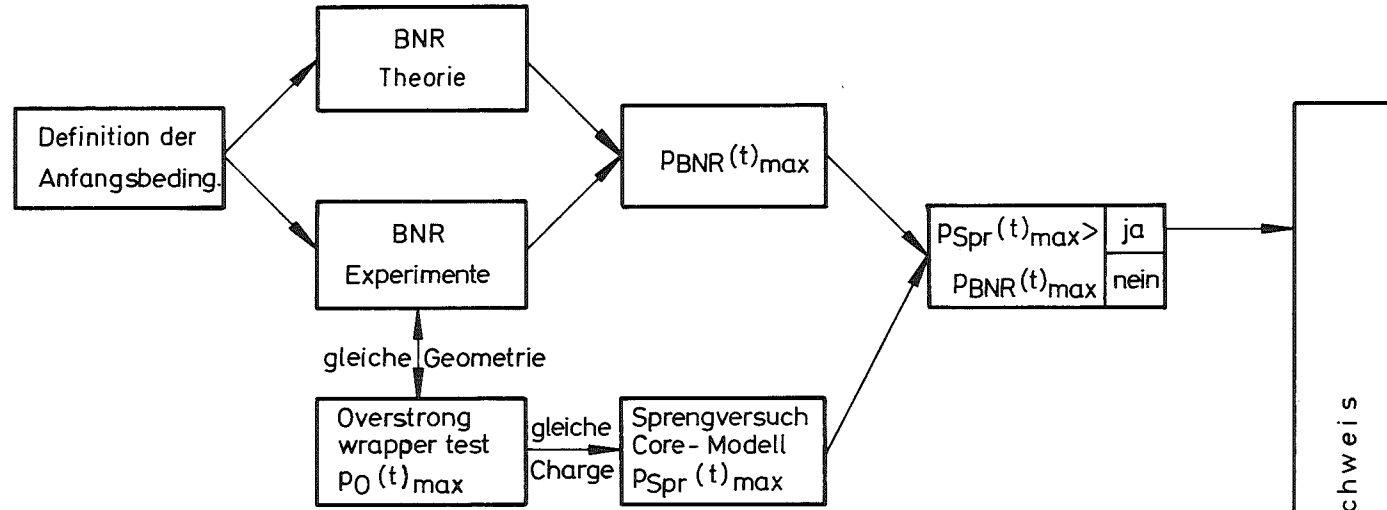 BNR
Theorie
Definition der
Anfangsbeding.
pBNR(t)max
BNR
Experimente
pSpr(t)max>
ja
pBNR(t)max
nein
gleiche Geometrie
Overstrong
wrapper test
pO(t)max
gleiche
Charge
Sprengversuch
Core-Modell
pSpr(t)max
chweis